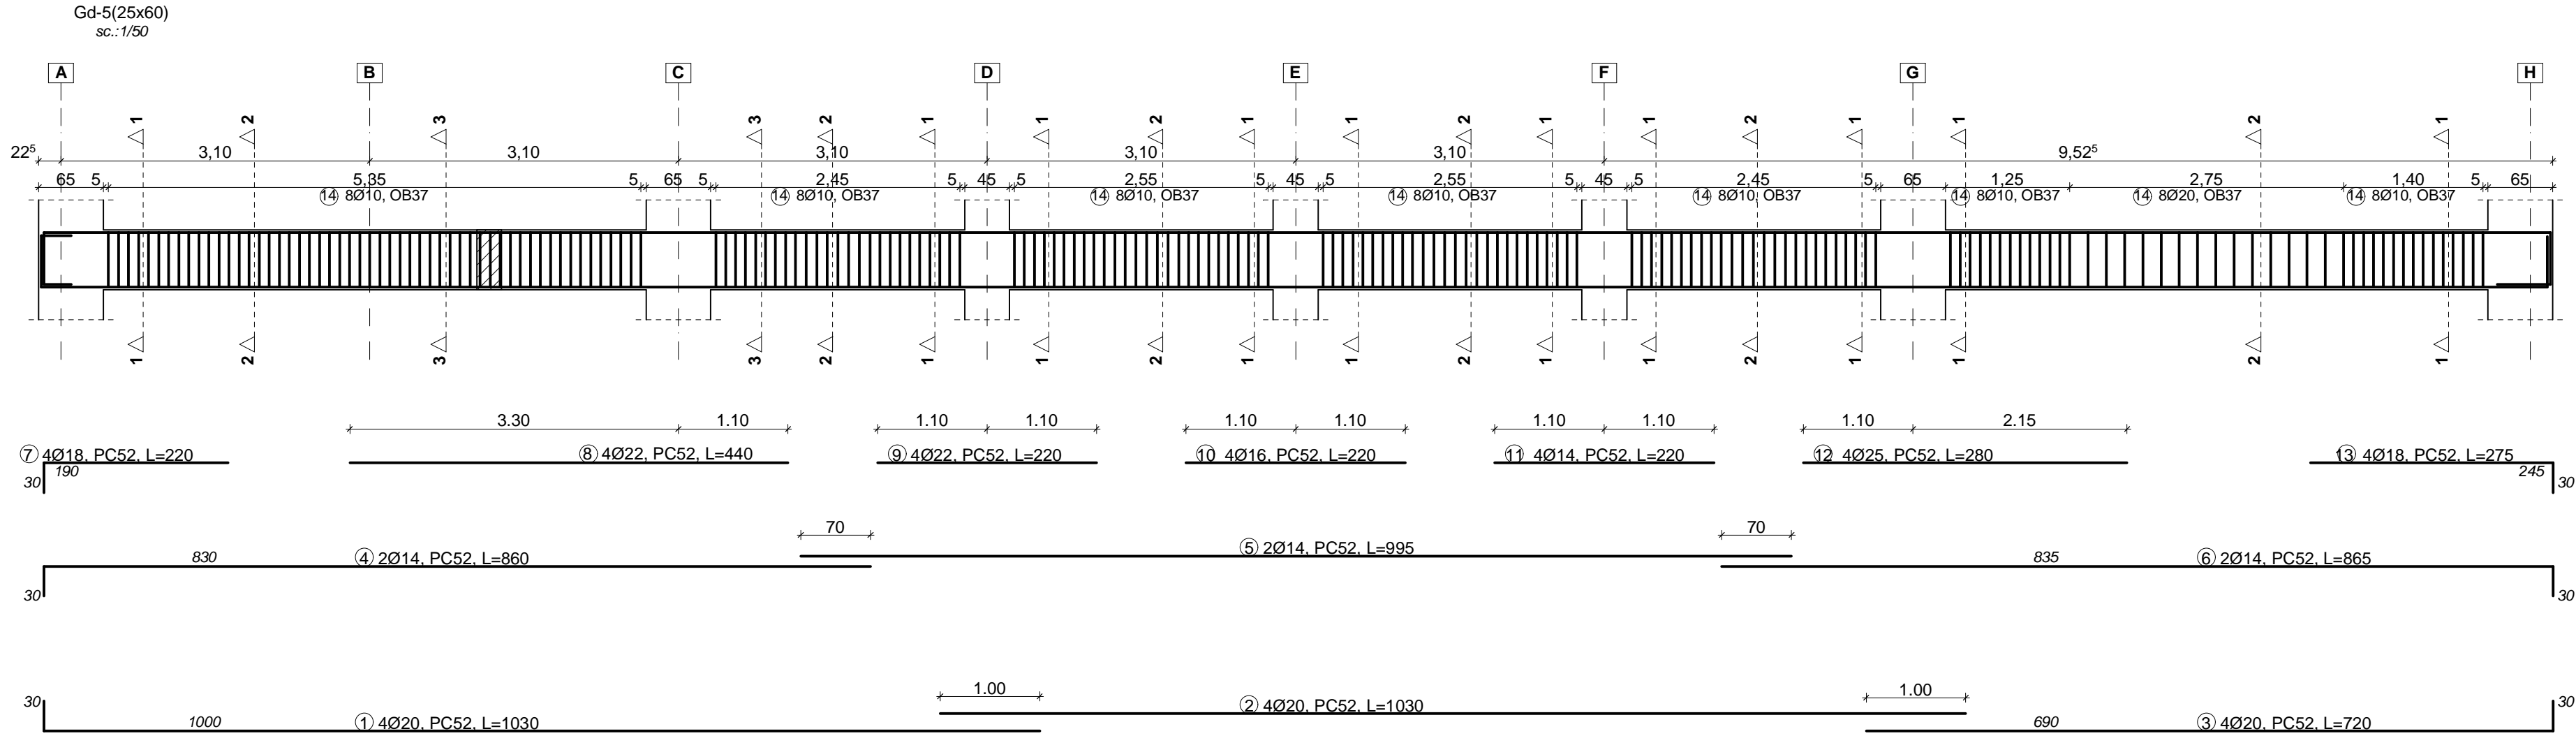 Gd-5(25x60)
sc.:1/50
A B C D E F G H
1 2 3 3 2 1 1 2 1 1 2 1 1 2 1 1 2 1
22⁵ 3,10 3,10 3,10 3,10 3,10 9,52⁵
65 5 5,35 5 65 5 2,45 5 45 5 2,55 5 45 5 2,55 5 45 5 2,45 5 65 1,25 2,75 1,40 5 65
14 8Ø10, OB37 14 8Ø10, OB37 14 8Ø10, OB37 14 8Ø10, OB37 14 8Ø10, OB37 14 8Ø10, OB37 14 8Ø20, OB37 14 8Ø10, OB37
1 2 3 3 2 1 1 2 1 1 2 1 1 2 1 1 2 1
3.30 1.10 1.10 1.10 1.10 1.10 1.10 1.10 1.10 2.15
7 4Ø18, PC52, L=220 8 4Ø22, PC52, L=440 9 4Ø22, PC52, L=220 10 4Ø16, PC52, L=220 11 4Ø14, PC52, L=220 12 4Ø25, PC52, L=280 13 4Ø18, PC52, L=275
190 245
30 30
70 70
5 2Ø14, PC52, L=995
830 4 2Ø14, PC52, L=860 835 6 2Ø14, PC52, L=865
30 30
1.00 1.00
30 30
2 4Ø20, PC52, L=1030
1000 1 4Ø20, PC52, L=1030 690 3 4Ø20, PC52, L=720